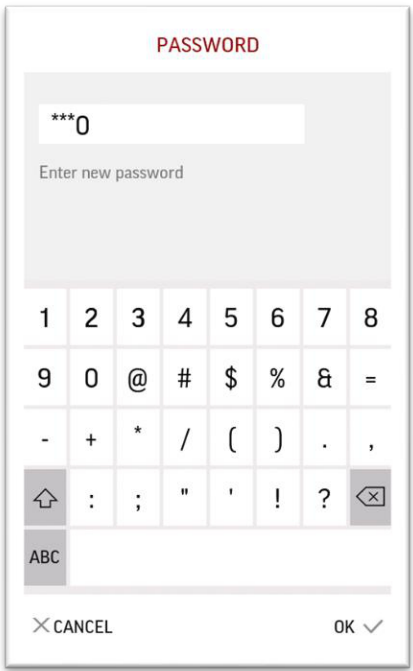 PASSWORD
***0
Enter new password
1 2 3 4 5 6 7 8
9 0 @ # $ % & =
- + * / ( ) . ,
: ; " ' ! ?
ABC
CANCEL OK